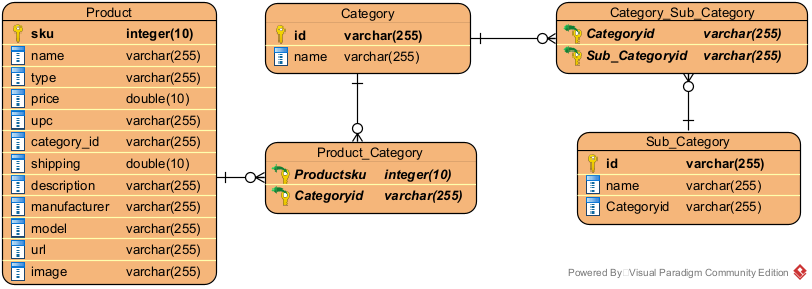 Product
sku integer(10)
name varchar(255)
type varchar(255)
price double(10)
upc varchar(255)
category_id varchar(255)
shipping double(10)
description varchar(255)
manufacturer varchar(255)
model varchar(255)
url varchar(255)
image varchar(255)
Category
id varchar(255)
name varchar(255)
Product_Category
Productsku integer(10)
Categoryid varchar(255)
Category_Sub_Category
Categoryid varchar(255)
Sub_Categoryid varchar(255)
Sub_Category
id varchar(255)
name varchar(255)
Categoryid varchar(255)
Powered By Visual Paradigm Community Edition